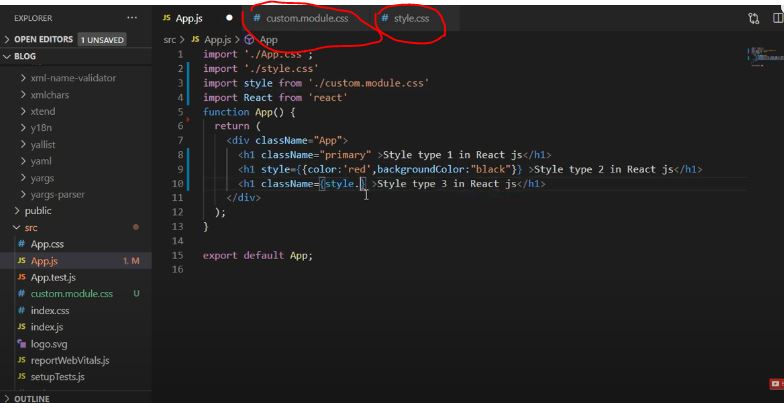 EXPLORER
OPEN EDITORS 1 UNSAVED
BLOG
xml-name-validator
xmlchars
xtend
y18n
yallist
yaml
yargs
yargs-parser
public
src
# App.css
JS App.js 1, M
JS App.test.js
# custom.module.css U
# index.css
JS index.js
logo.svg
JS reportWebVitals.js
JS setupTests.js
OUTLINE
JS App.js # custom.module.css # style.css
src > JS App.js > App
1 import './App.css';
2 import './style.css'
3 import style from './custom.module.css'
4 import React from 'react'
5 function App() {
6 return (
7 <div className="App">
8 <h1 className="primary" >Style type 1 in React js</h1>
9 <h1 style={{color:'red',backgroundColor:"black"}} >Style type 2 in React js</h1>
10 <h1 className={style.} >Style type 3 in React js</h1>
11 </div>
12 );
13 }
14
15 export default App;
16